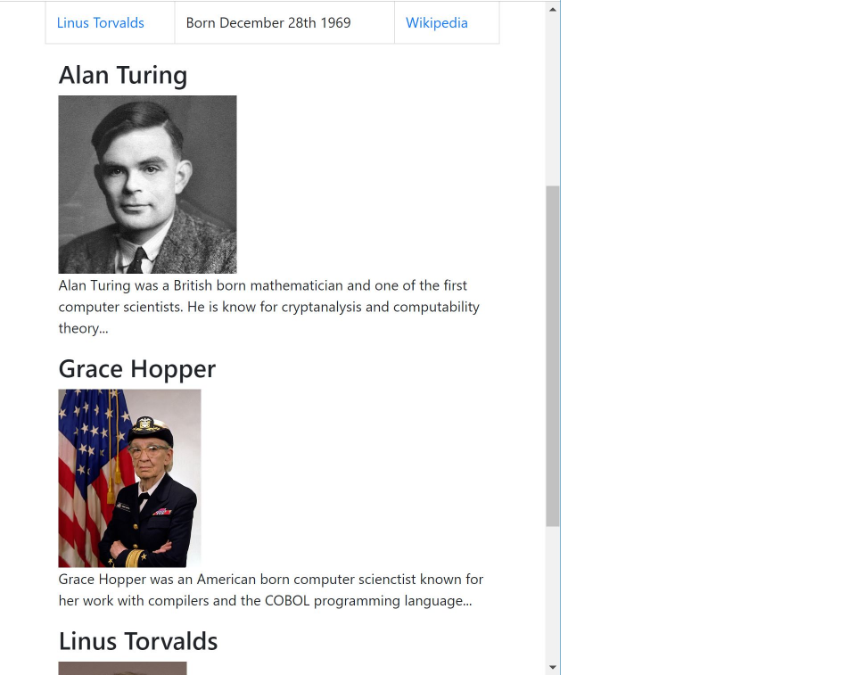 Linus Torvalds Born December 28th 1969 Wikipedia
Alan Turing
Alan Turing was a British born mathematician and one of the first
computer scientists. He is know for cryptanalysis and computability
theory...
Grace Hopper
Grace Hopper was an American born computer scienctist known for
her work with compilers and the COBOL programming language...
Linus Torvalds